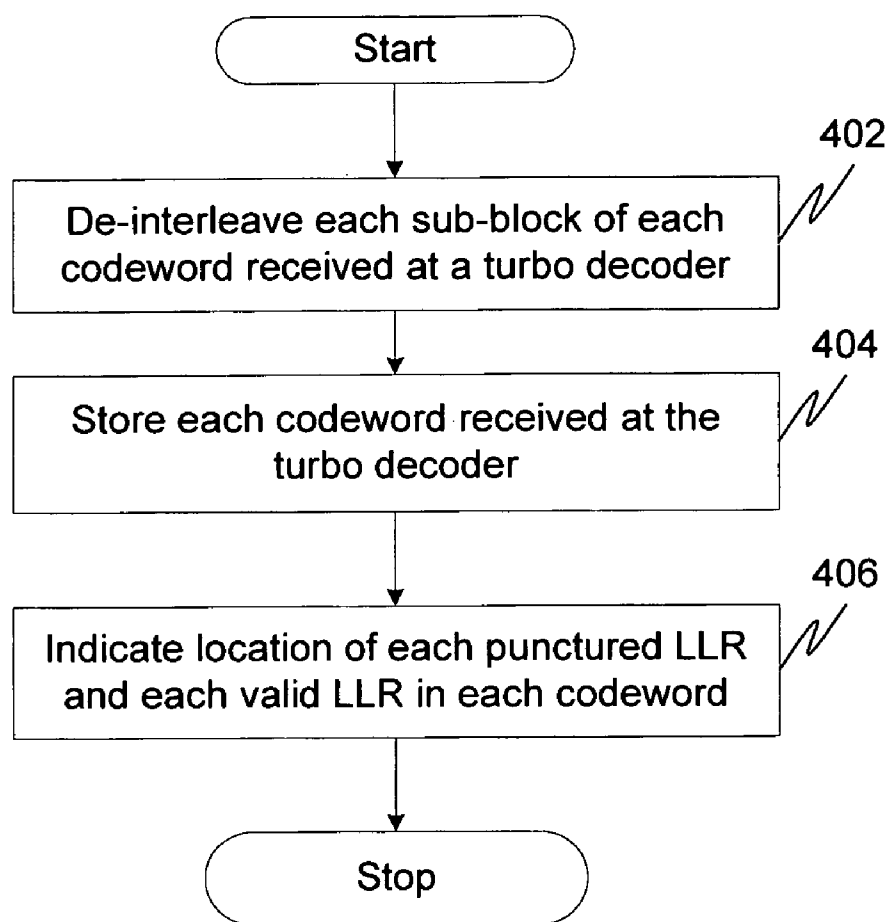 Start
402
De-interleave each sub-block of each
codeword received at a turbo decoder
404
Store each codeword received at the
turbo decoder
406
Indicate location of each punctured LLR
and each valid LLR in each codeword
Stop